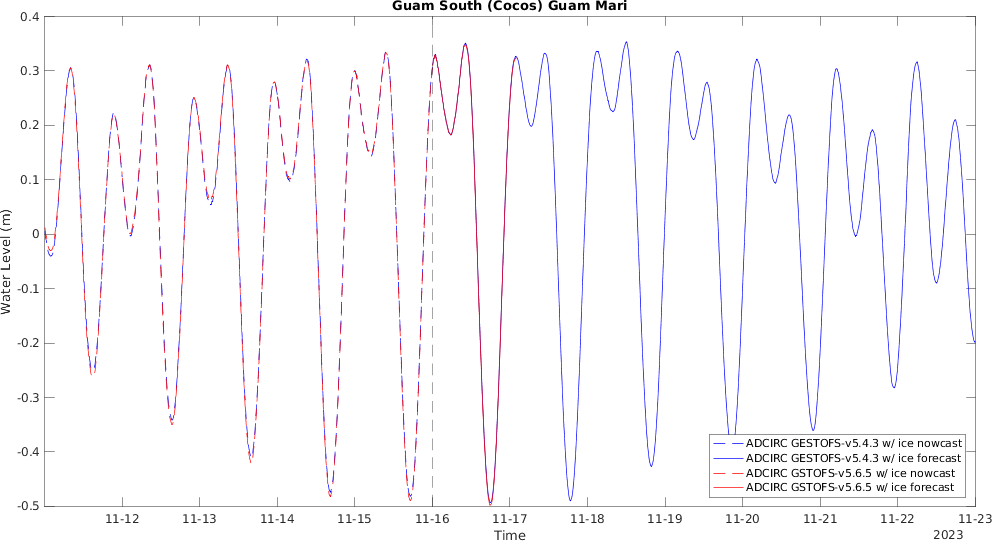 Guam South (Cocos) Guam Mari
0.4
0.3
0.2
0.1
0
-0.1
-0.2
-0.3
-0.4
-0.5
Water Level (m)
ADCIRC GESTOFS-v5.4.3 w/ ice nowcast
ADCIRC GESTOFS-v5.4.3 w/ ice forecast
ADCIRC GSTOFS-v5.6.5 w/ ice nowcast
ADCIRC GSTOFS-v5.6.5 w/ ice forecast
11-12 11-13 11-14 11-15 11-16 11-17 11-18 11-19 11-20 11-21 11-22 11-23
Time
2023